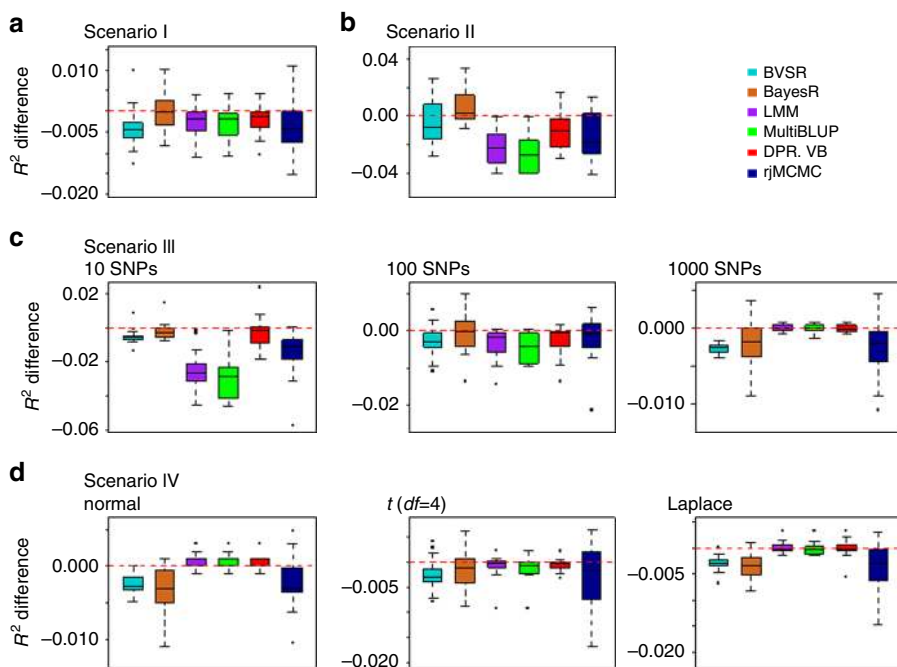 a
b
Scenario I
Scenario II
R² difference
0.010
−0.005
−0.020
0.04
0.00
−0.04
BVSR
BayesR
LMM
MultiBLUP
DPR. VB
rjMCMC
c
Scenario III
10 SNPs
100 SNPs
1000 SNPs
R² difference
0.02
−0.02
−0.06
0.00
−0.02
0.000
−0.010
d
Scenario IV
normal
t (df=4)
Laplace
R² difference
0.000
−0.010
−0.005
−0.020
−0.005
−0.020